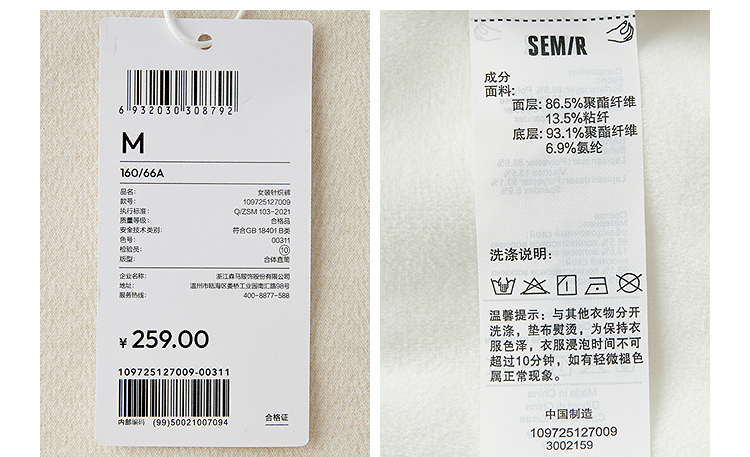 6 932030 308792
M
160/66A
品名: 女装针织裤
款号: 109725127009
执行标准: Q/ZSM 103-2021
质量等级: 合格品
安全技术类别: 符合GB 18401 B类
色号: 00311
检验员: 10
版型: 合体直筒
企业名称: 浙江森马服饰股份有限公司
地址: 温州市瓯海区娄桥工业园南汇路98号
服务热线: 400-8877-588
¥ 259.00
109725127009-00311
内部编码 (99)50021007094
合格证
SEM/R
成分
面料:
面层: 86.5%聚酯纤维
13.5%粘纤
底层: 93.1%聚酯纤维
6.9%氨纶
洗涤说明:
温馨提示: 与其他衣物分开
洗涤, 垫布熨烫, 为保持衣
服色泽, 衣服浸泡时间不可
超过10分钟, 如有轻微褪色
属正常现象。
中国制造
109725127009
3002159